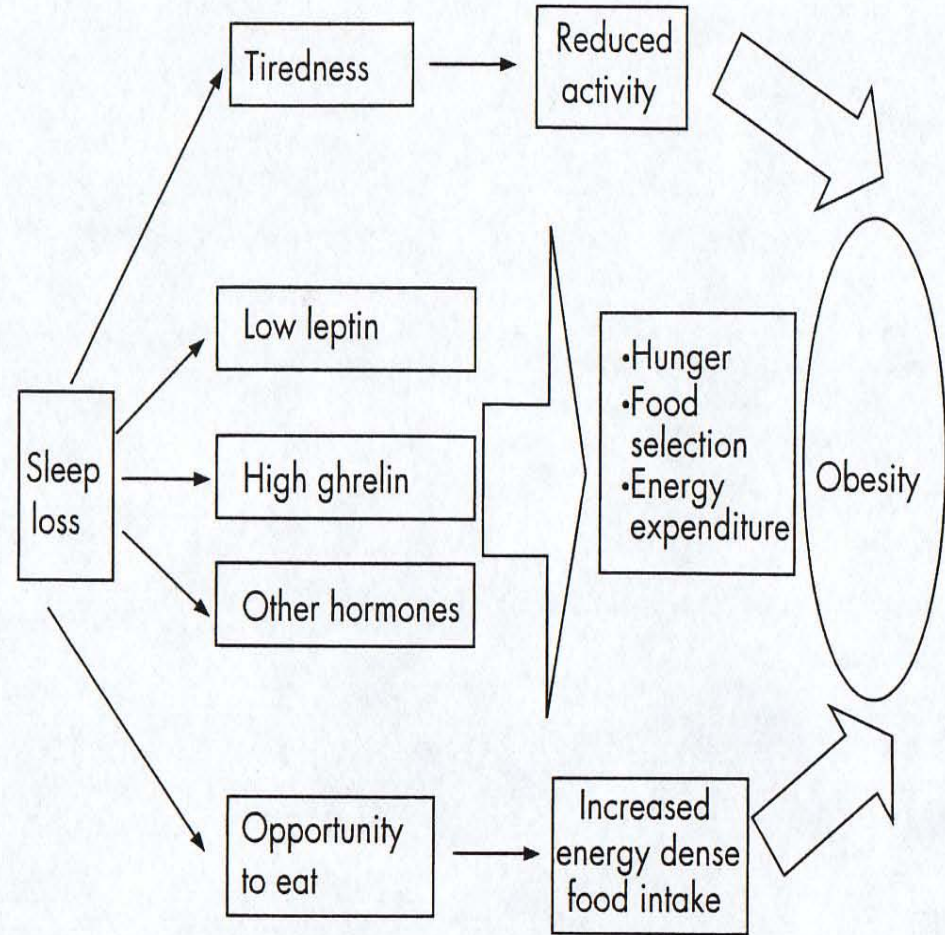 Tiredness
Reduced
activity
Low leptin
High ghrelin
Other hormones
Sleep
loss
•Hunger
•Food
selection
•Energy
expenditure
Obesity
Opportunity
to eat
Increased
energy dense
food intake